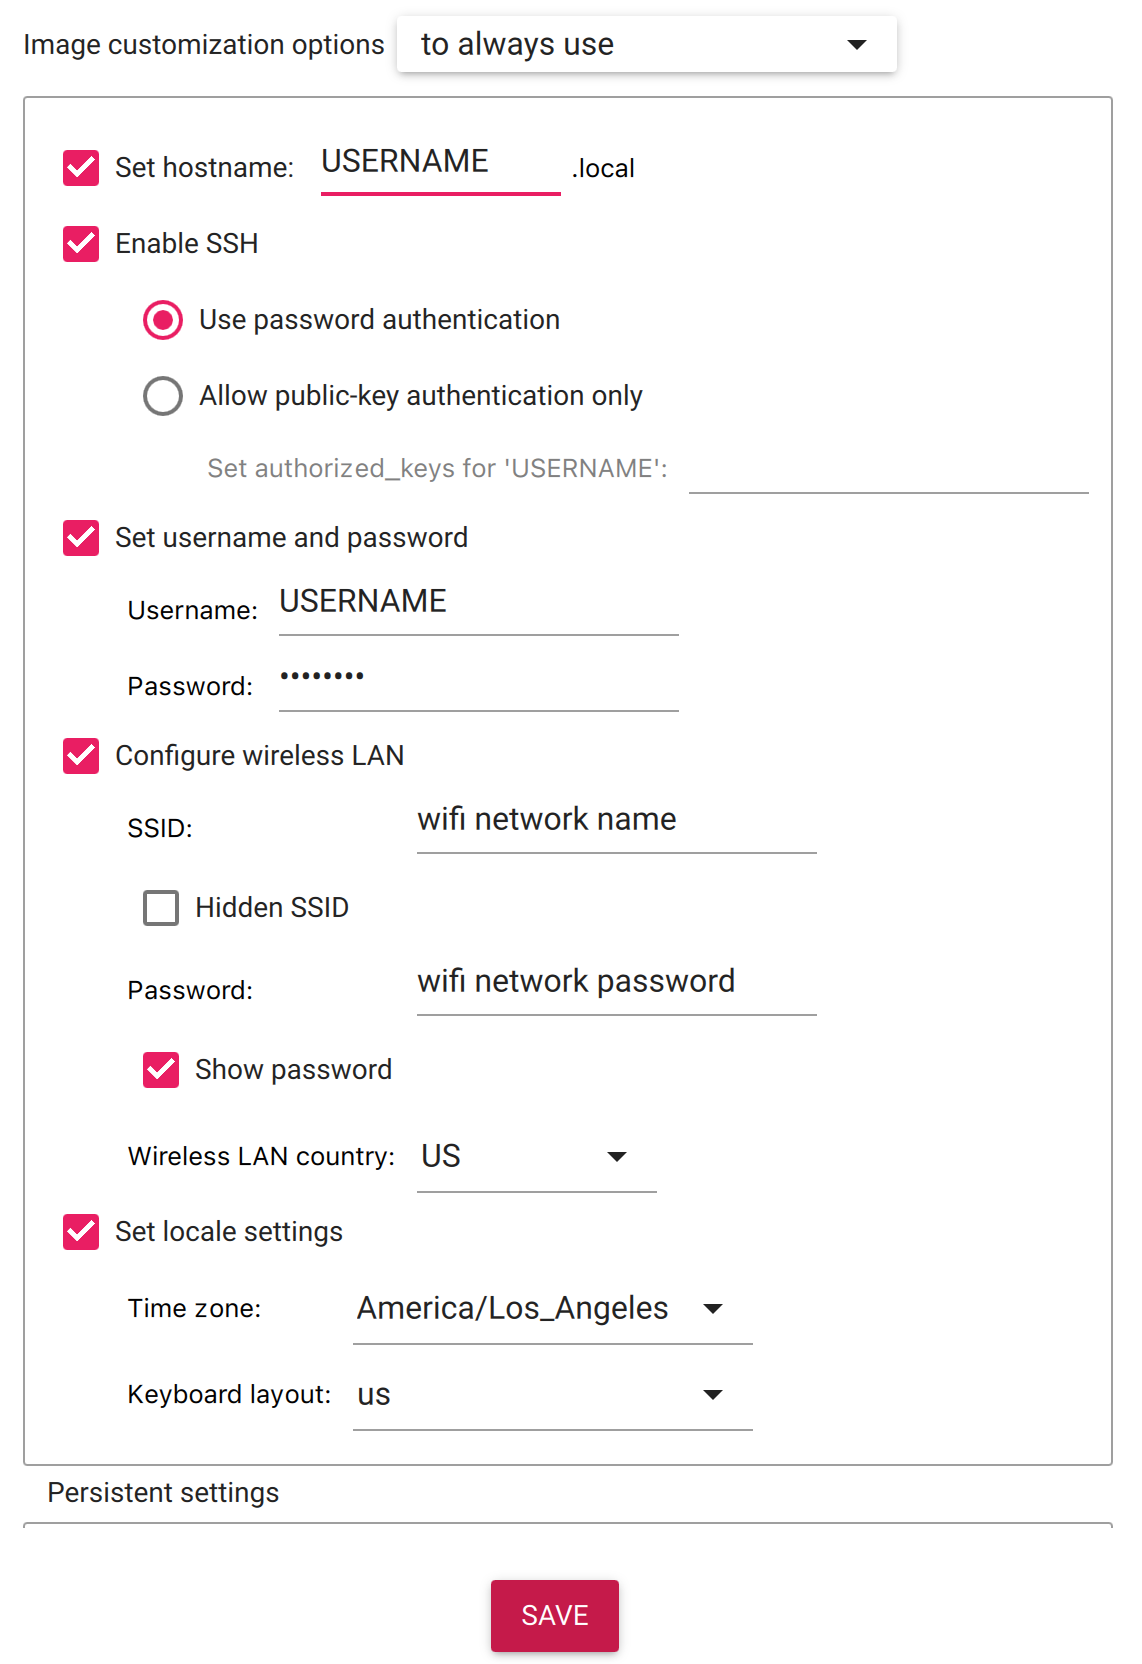 Image customization options to always use
Set hostname: USERNAME .local
Enable SSH
Use password authentication
Allow public-key authentication only
Set authorized_keys for 'USERNAME':
Set username and password
Username: USERNAME
Password: ••••••••
Configure wireless LAN
SSID: wifi network name
Hidden SSID
Password: wifi network password
Show password
Wireless LAN country: US
Set locale settings
Time zone: America/Los_Angeles
Keyboard layout: us
Persistent settings
SAVE